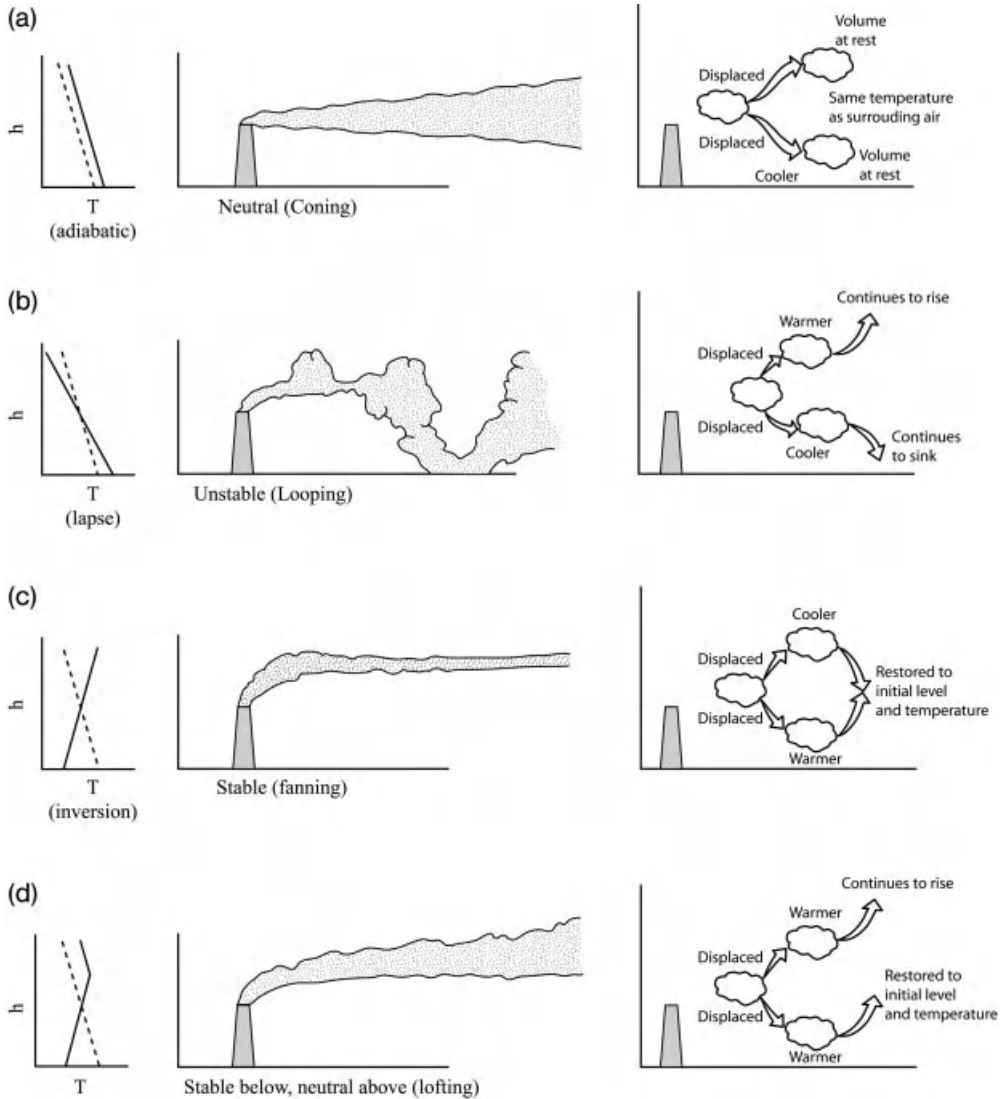 (a)
h
T
(adiabatic)
Neutral (Coning)
Volume
at rest
Displaced
Same temperature
as surrouding air
Displaced
Cooler
Volume
at rest
(b)
h
T
(lapse)
Unstable (Looping)
Continues to rise
Warmer
Displaced
Displaced
Cooler
Continues
to sink
(c)
h
T
(inversion)
Stable (fanning)
Cooler
Displaced
Restored to
initial level
and temperature
Displaced
Warmer
(d)
h
T
Stable below, neutral above (lofting)
Continues to rise
Warmer
Displaced
Restored to
initial level
and temperature
Displaced
Warmer